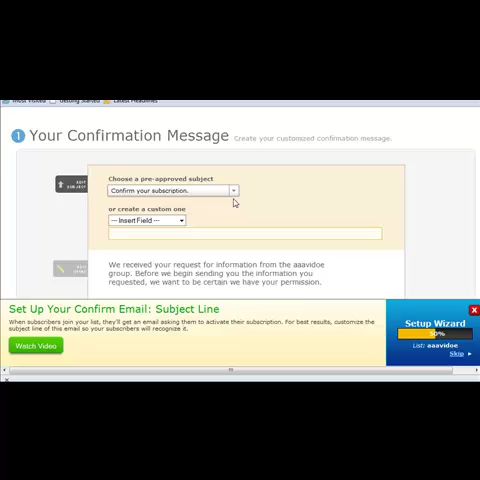 Most Visited Getting Started Latest Headlines
1 Your Confirmation Message Create your customized confirmation message.
EDIT SUBJECT
Choose a pre-approved subject
Confirm your subscription.
or create a custom one
--- Insert Field ---
We received your request for information from the aaavidoe
group. Before we begin sending you the information you
requested, we want to be certain we have your permission.
EDIT
Set Up Your Confirm Email: Subject Line
When subscribers join your list, they'll get an email asking them to activate their subscription. For best results, customize the
subject line of this email so your subscribers will recognize it.
Watch Video
X
Setup Wizard
50%
List: aaavidoe
Skip
x